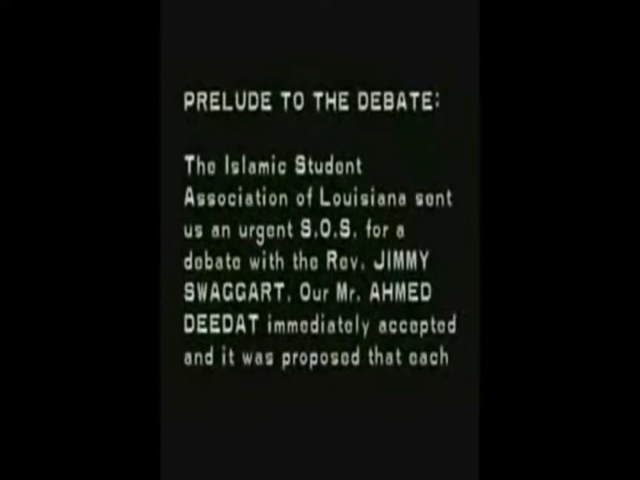 PRELUDE TO THE DEBATE:
The Islamic Student
Association of Louisiana sent
us an urgent S.O.S. for a
debate with the Rev. JIMMY
SWAGGART. Our Mr. AHMED
DEEDAT immediately accepted
and it was proposed that each